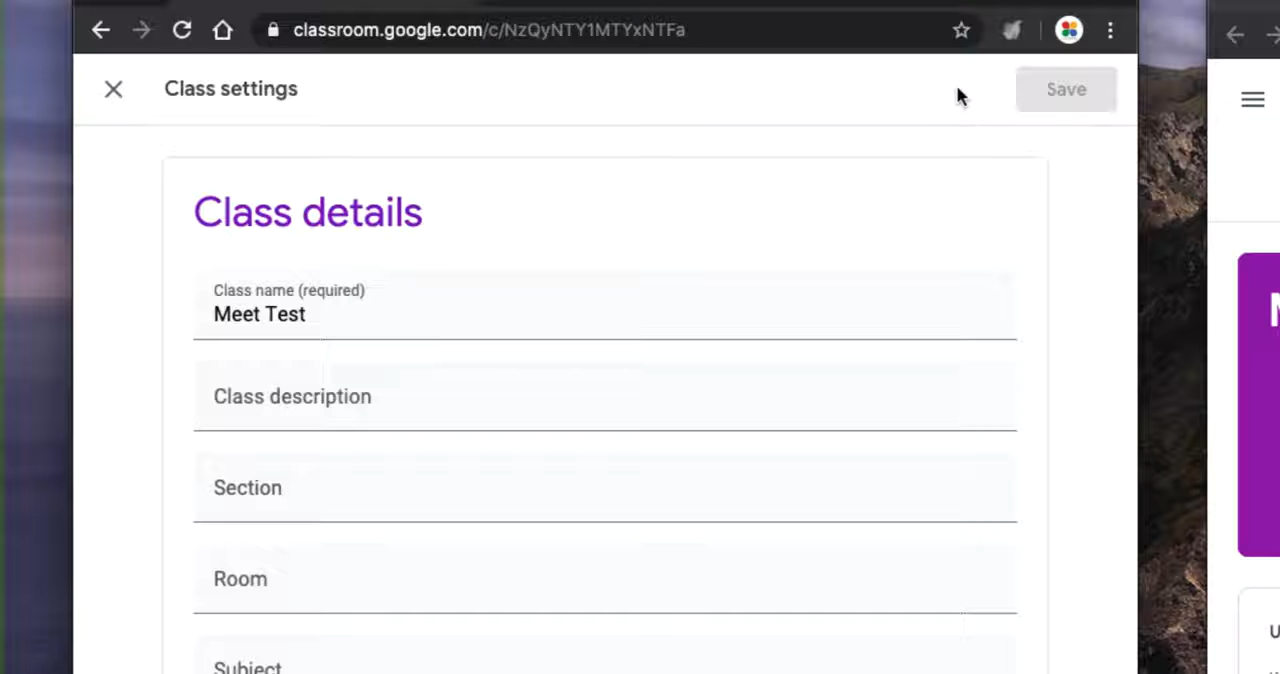 classroom.google.com/c/NzQyNTY1MTYxNTFa
Class settings
Save
Class details
Class name (required)
Meet Test
Class description
Section
Room
Subject